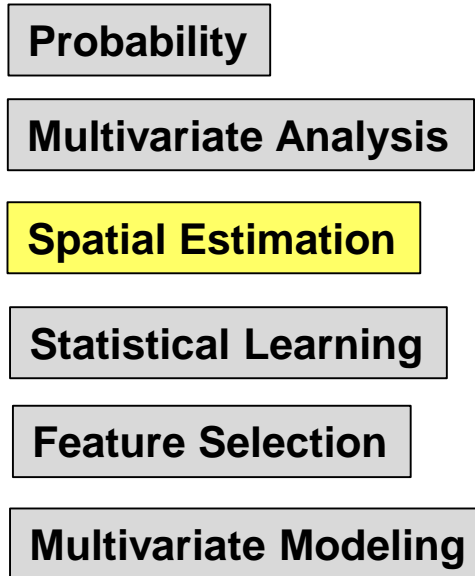 Probability
Multivariate Analysis
Spatial Estimation
Statistical Learning
Feature Selection
Multivariate Modeling